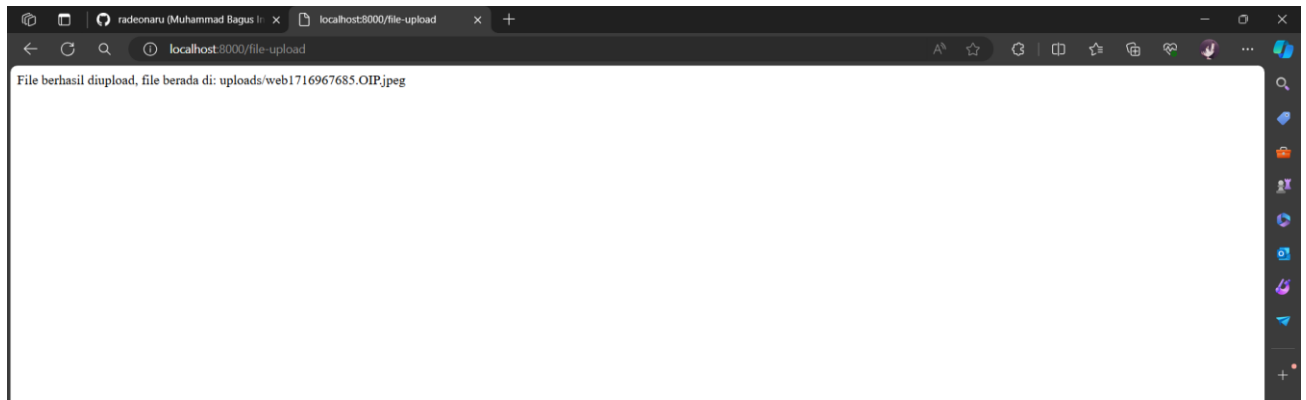 radeonaru (Muhammad Bagus In
localhost:8000/file-upload
localhost:8000/file-upload
File berhasil diupload, file berada di: uploads/web1716967685.OIP.jpeg